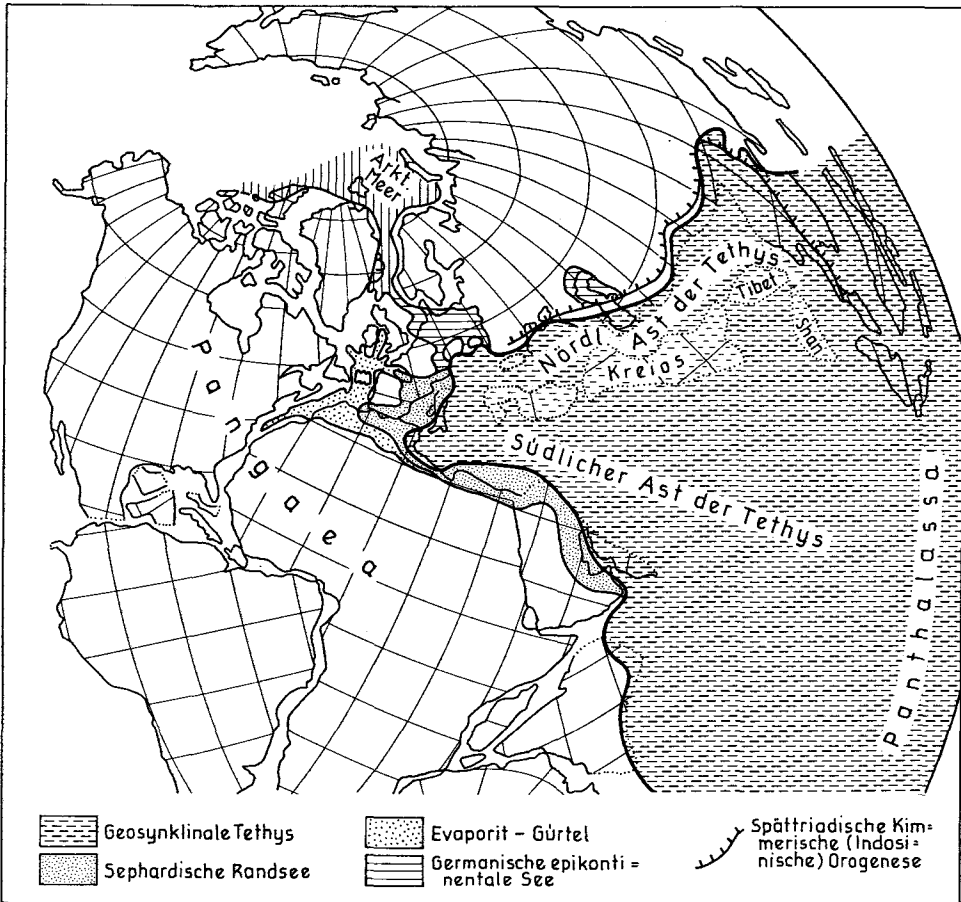 Arkt.
Meer
Pangaea
Nördl. Ast der Tethys
Tibet
Shan
Kreios
Südlicher Ast der Tethys
Panthalassa
Geosynklinale Tethys
Sephardische Randsee
Evaporit - Gürtel
Germanische epikonti=
nentale See
Spättriadische Kim=
merische (Indosi=
nische) Orogenese